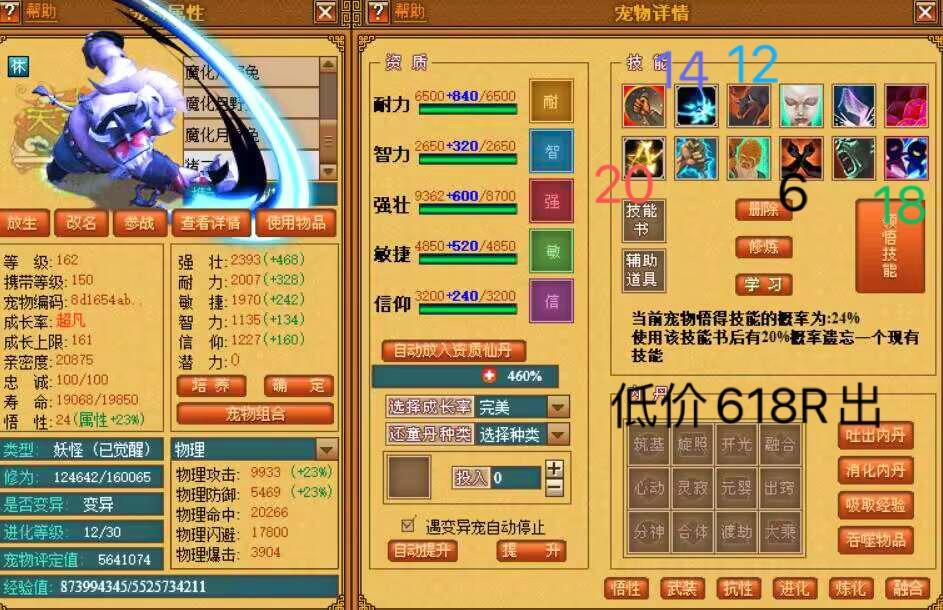 ? 帮助
属性
休
魔化月
兔
魔化月野
魔化月
兔
放生 改名 参战 查看详情 使用物品
等 级:162
携带等级:150
宠物编码:8d1654ab..
成长率:超凡
成长上限:161
亲密度:20875
忠 诚:100/100
寿 命:19068/19850
悟 性:24(属性+23%)
强 壮:2393(+468)
耐 力:2007(+328)
敏 捷:1970(+242)
智 力:1135(+134)
信 仰:1227(+160)
潜 力:0
培 养 确 定
宠物组合
类型: 妖怪（已觉醒）
修为: 124642/160065
是否变异: 变异
进化等级: 12/30
宠物评定值: 5641074
经验值: 873994345/5525734211
物理
物理攻击: 9933 (+23%)
物理防御: 5469 (+23%)
物理命中: 20266
物理闪避: 17800
物理爆击: 3904
? 帮助 宠物详情
资 质
耐力 6500+840/6500 耐
智力 2650+320/2650 智
强壮 9362+600/8700 强
敏捷 4850+520/4850 敏
信仰 3200+240/3200 信
自动放入资质仙丹
460%
选择成长率 完美
还童丹种类 选择种类
投入 0
遇变异宠自动停止
自动提升 提 升
技 能
14 12
20 6 18
技能书
辅助道具
删除
修炼
学 习
领悟技能
当前宠物悟得技能的概率为:24%
使用该技能书后有20%概率遗忘一个现有
技能
低价618R出
筑基 旋照 开光 融合
心动 灵寂 元婴 出窍
分神 合体 渡劫 大乘
吐出内丹
消化内丹
吸取经验
吞噬物品
悟性 武装 抗性 进化 炼化 融合